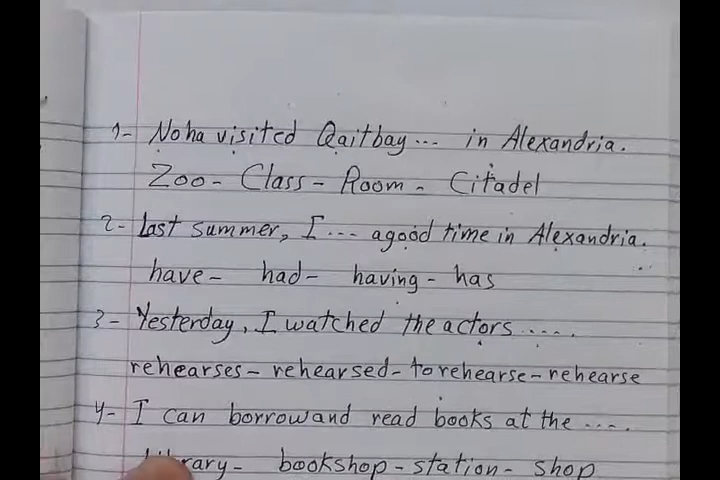 1- Noha visited Qaitbay... in Alexandria.
Zoo - Class - Room - Citadel
2- Last summer, I... agood time in Alexandria.
have - had - having - has
3- Yesterday, I watched the actors.....
rehearses - rehearsed - to rehearse - rehearse
4- I can borrow and read books at the ....
bookshop - station - shop